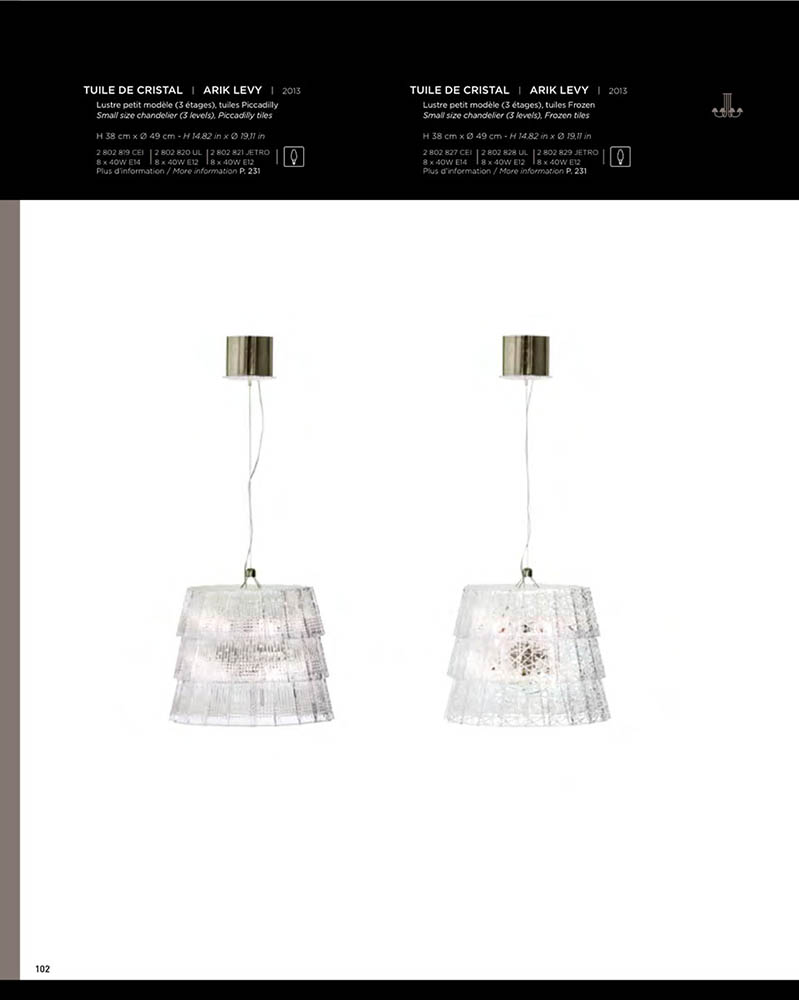 TUILE DE CRISTAL | ARIK LEVY | 2013
Lustre petit modèle (3 étages), tuiles Piccadilly
Small size chandelier (3 levels), Piccadilly tiles
H 38 cm x Ø 49 cm - H 14.82 in x Ø 19,11 in
2 802 819 CEI | 2 802 820 UL | 2 802 821 JETRO
8 x 40W E14 | 8 x 40W E12 | 8 x 40W E12
Plus d'information / More information P. 231
TUILE DE CRISTAL | ARIK LEVY | 2013
Lustre petit modèle (3 étages), tuiles Frozen
Small size chandelier (3 levels), Frozen tiles
H 38 cm x Ø 49 cm - H 14.82 in x Ø 19,11 in
2 802 827 CEI | 2 802 828 UL | 2 802 829 JETRO
8 x 40W E14 | 8 x 40W E12 | 8 x 40W E12
Plus d'information / More information P. 231
102